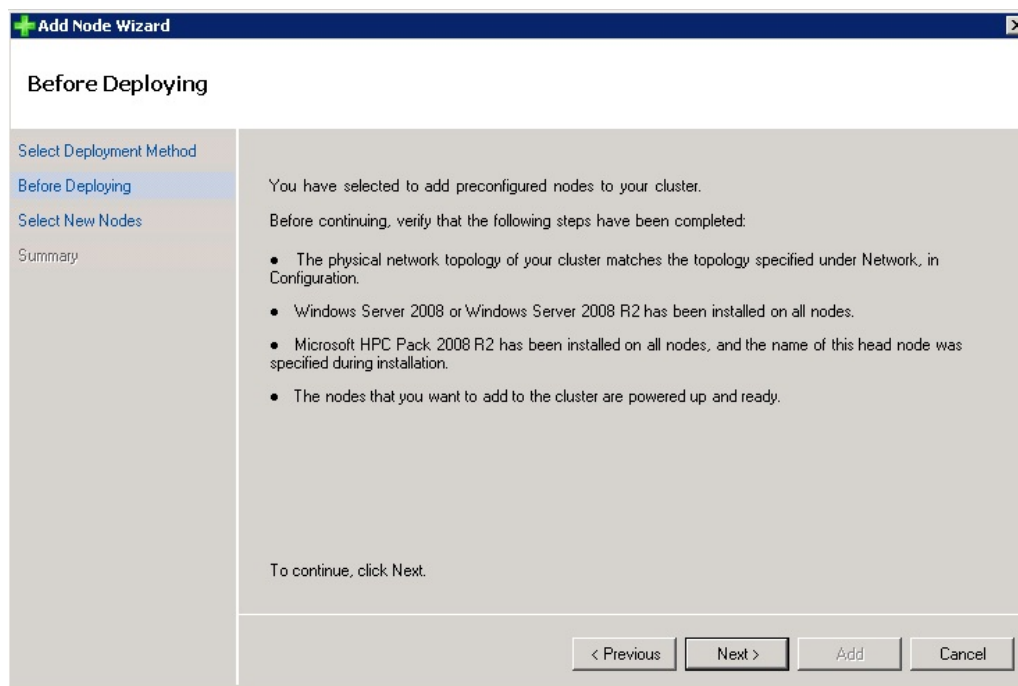 Add Node Wizard
Before Deploying
Select Deployment Method
Before Deploying
Select New Nodes
Summary
You have selected to add preconfigured nodes to your cluster.
Before continuing, verify that the following steps have been completed:
● The physical network topology of your cluster matches the topology specified under Network, in
Configuration.
● Windows Server 2008 or Windows Server 2008 R2 has been installed on all nodes.
● Microsoft HPC Pack 2008 R2 has been installed on all nodes, and the name of this head node was
specified during installation.
● The nodes that you want to add to the cluster are powered up and ready.
To continue, click Next.
< Previous
Next >
Add
Cancel